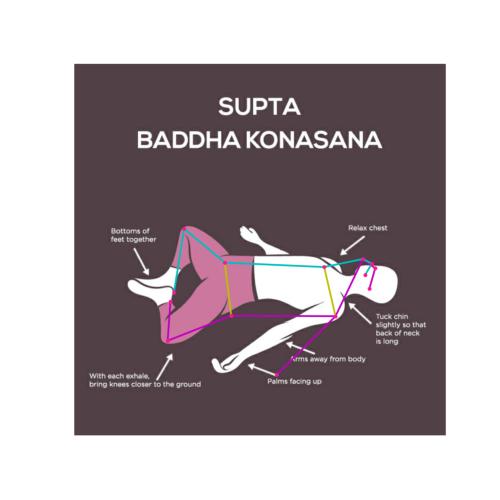 SUPTA
BADDHA KONASANA
Bottoms of
feet together
Relax chest
Tuck chin
slightly so that
back of neck
is long
Arms away from body
Palms facing up
With each exhale,
bring knees closer to the ground